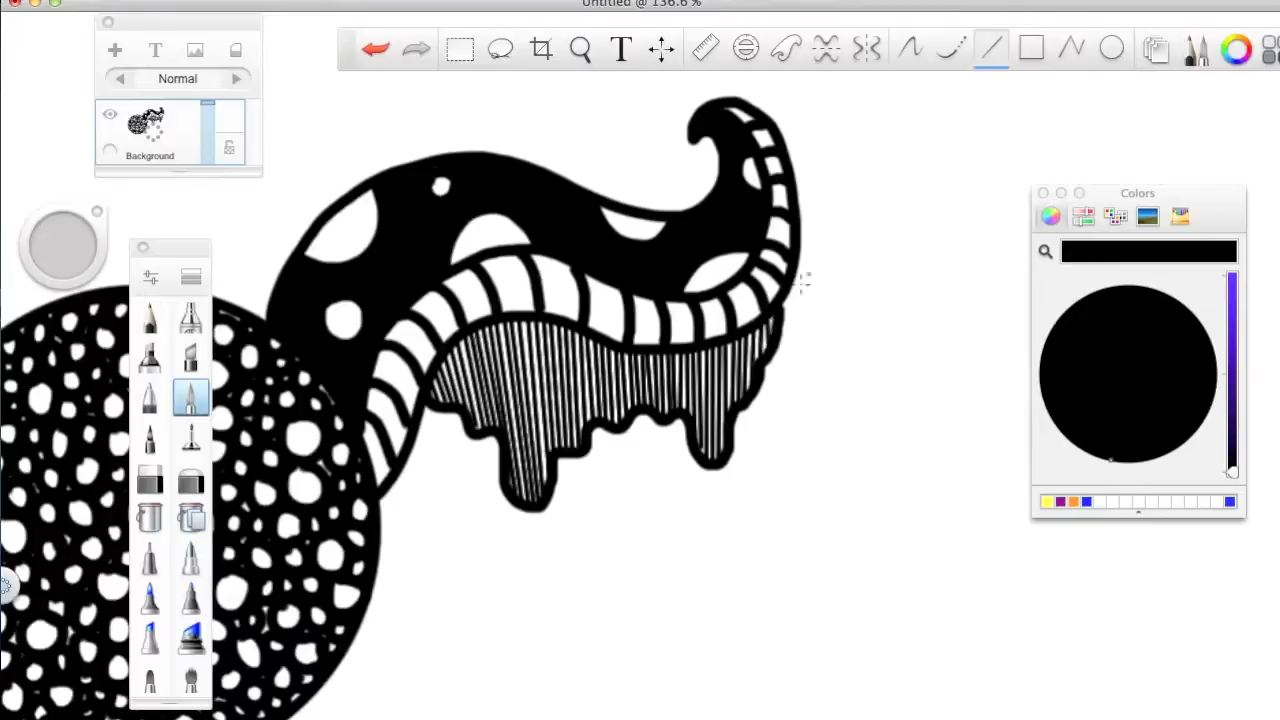 Untitled @ 136.6 %
T
T
Normal
Background
Colors